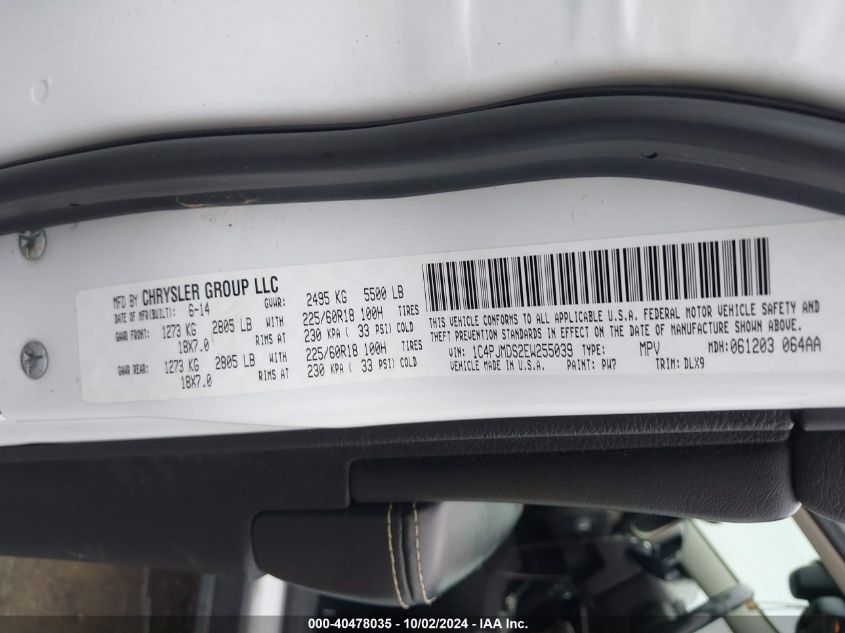 MFD BY CHRYSLER GROUP LLC
DATE OF MFR(BUILT): 6-14 GVWR: 2495 KG 5500 LB
GAWR FRONT: 1273 KG 2805 LB WITH 225/60R18 100H TIRES
18X7.0 RIMS AT 230 KPA ( 33 PSI) COLD
GAWR REAR: 1273 KG 2805 LB WITH 225/60R18 100H TIRES
18X7.0 RIMS AT 230 KPA ( 33 PSI) COLD
THIS VEHICLE CONFORMS TO ALL APPLICABLE U.S.A. FEDERAL MOTOR VEHICLE SAFETY AND
THEFT PREVENTION STANDARDS IN EFFECT ON THE DATE OF MANUFACTURE SHOWN ABOVE.
VIN: 1C4PJMDS2EW255039 TYPE: MPV MDH: 061203 064AA
VEHICLE MADE IN U.S.A. PAINT: PW7 TRIM: DLX9
000-40478035 - 10/02/2024 - IAA Inc.